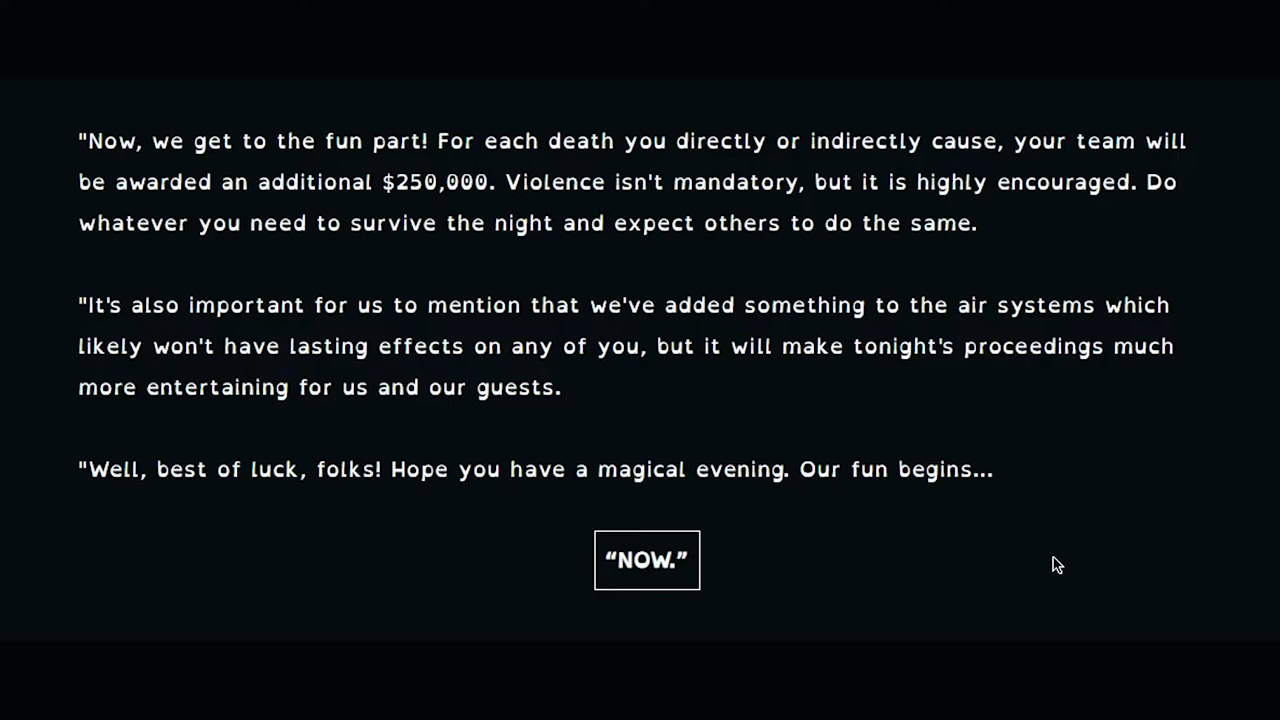 "Now, we get to the fun part! For each death you directly or indirectly cause, your team will
be awarded an additional $250,000. Violence isn't mandatory, but it is highly encouraged. Do
whatever you need to survive the night and expect others to do the same.
"It's also important for us to mention that we've added something to the air systems which
likely won't have lasting effects on any of you, but it will make tonight's proceedings much
more entertaining for us and our guests.
"Well, best of luck, folks! Hope you have a magical evening. Our fun begins...
“NOW.”